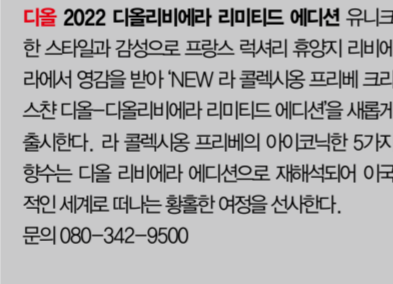 디올 2022 디올리비에라 리미티드 에디션 유니크
한 스타일과 감성으로 프랑스 럭셔리 휴양지 리비에
라에서 영감을 받아 ‘NEW 라 콜렉시옹 프리베 크리
스챤 디올-디올리비에라 리미티드 에디션’을 새롭게
출시한다. 라 콜렉시옹 프리베의 아이코닉한 5가지
향수는 디올 리비에라 에디션으로 재해석되어 이국
적인 세계로 떠나는 황홀한 여정을 선사한다.
문의 080-342-9500